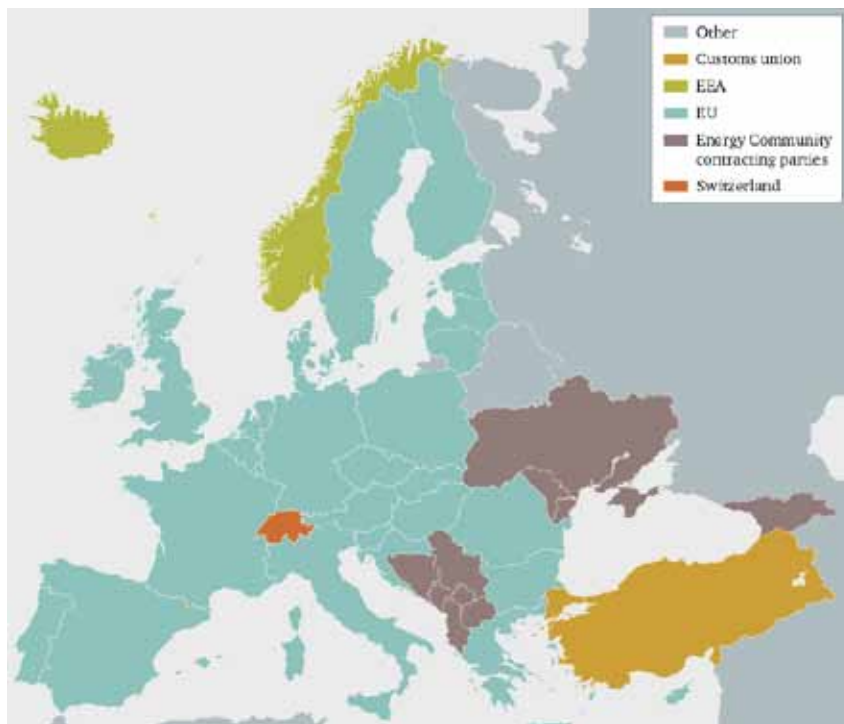 Other
Customs union
EEA
EU
Energy Community
contracting parties
Switzerland